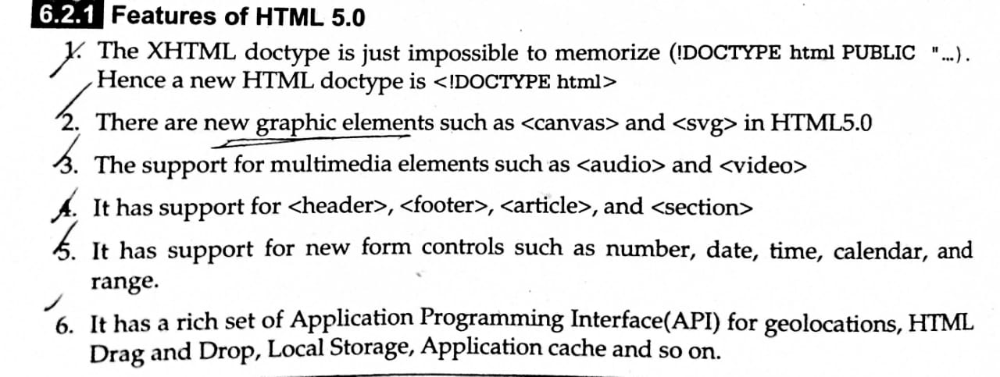 6.2.1 Features of HTML 5.0
1. The XHTML doctype is just impossible to memorize (!DOCTYPE html PUBLIC "...).
Hence a new HTML doctype is <!DOCTYPE html>
2. There are new graphic elements such as <canvas> and <svg> in HTML5.0
3. The support for multimedia elements such as <audio> and <video>
4. It has support for <header>, <footer>, <article>, and <section>
5. It has support for new form controls such as number, date, time, calendar, and
range.
6. It has a rich set of Application Programming Interface(API) for geolocations, HTML
Drag and Drop, Local Storage, Application cache and so on.